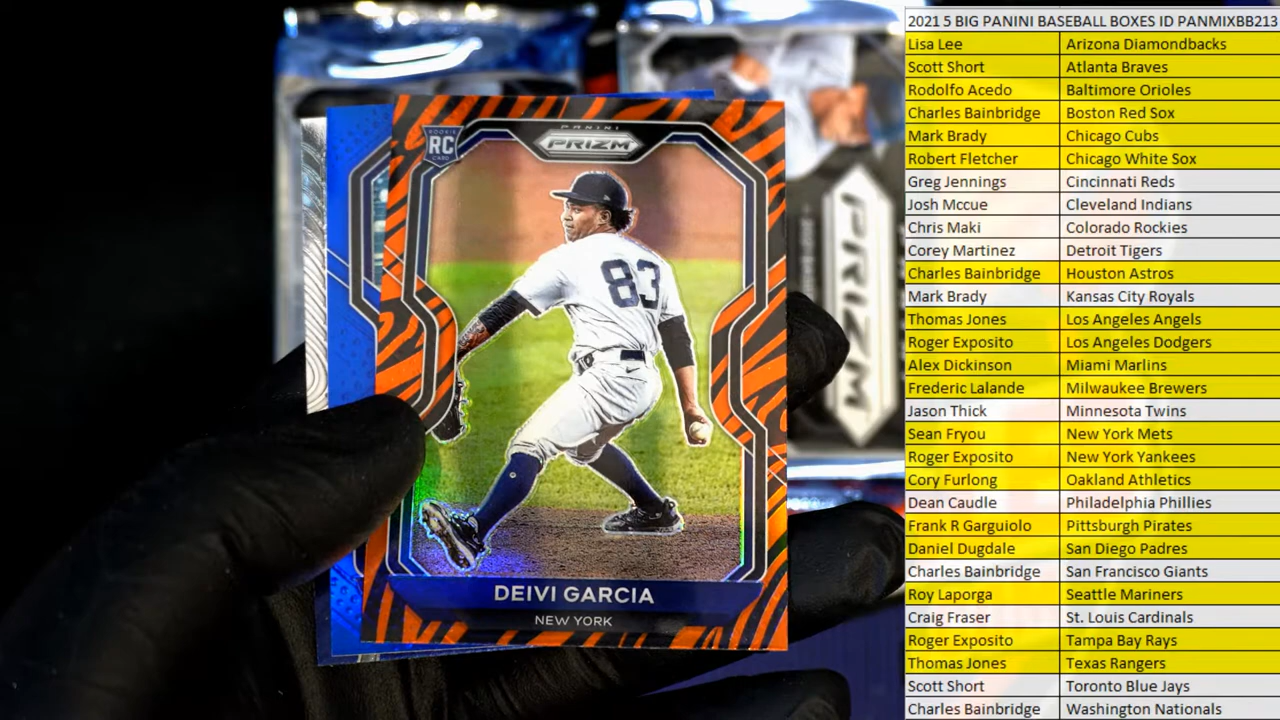 ROOKIE
RC
CARD
PANINI
PRIZM
83
DEIVI GARCIA
NEW YORK
PRIZM
2021 5 BIG PANINI BASEBALL BOXES ID PANMIXBB213
Lisa Lee Arizona Diamondbacks
Scott Short Atlanta Braves
Rodolfo Acedo Baltimore Orioles
Charles Bainbridge Boston Red Sox
Mark Brady Chicago Cubs
Robert Fletcher Chicago White Sox
Greg Jennings Cincinnati Reds
Josh Mccue Cleveland Indians
Chris Maki Colorado Rockies
Corey Martinez Detroit Tigers
Charles Bainbridge Houston Astros
Mark Brady Kansas City Royals
Thomas Jones Los Angeles Angels
Roger Exposito Los Angeles Dodgers
Alex Dickinson Miami Marlins
Frederic Lalande Milwaukee Brewers
Jason Thick Minnesota Twins
Sean Fryou New York Mets
Roger Exposito New York Yankees
Cory Furlong Oakland Athletics
Dean Caudle Philadelphia Phillies
Frank R Garguiolo Pittsburgh Pirates
Daniel Dugdale San Diego Padres
Charles Bainbridge San Francisco Giants
Roy Laporga Seattle Mariners
Craig Fraser St. Louis Cardinals
Roger Exposito Tampa Bay Rays
Thomas Jones Texas Rangers
Scott Short Toronto Blue Jays
Charles Bainbridge Washington Nationals